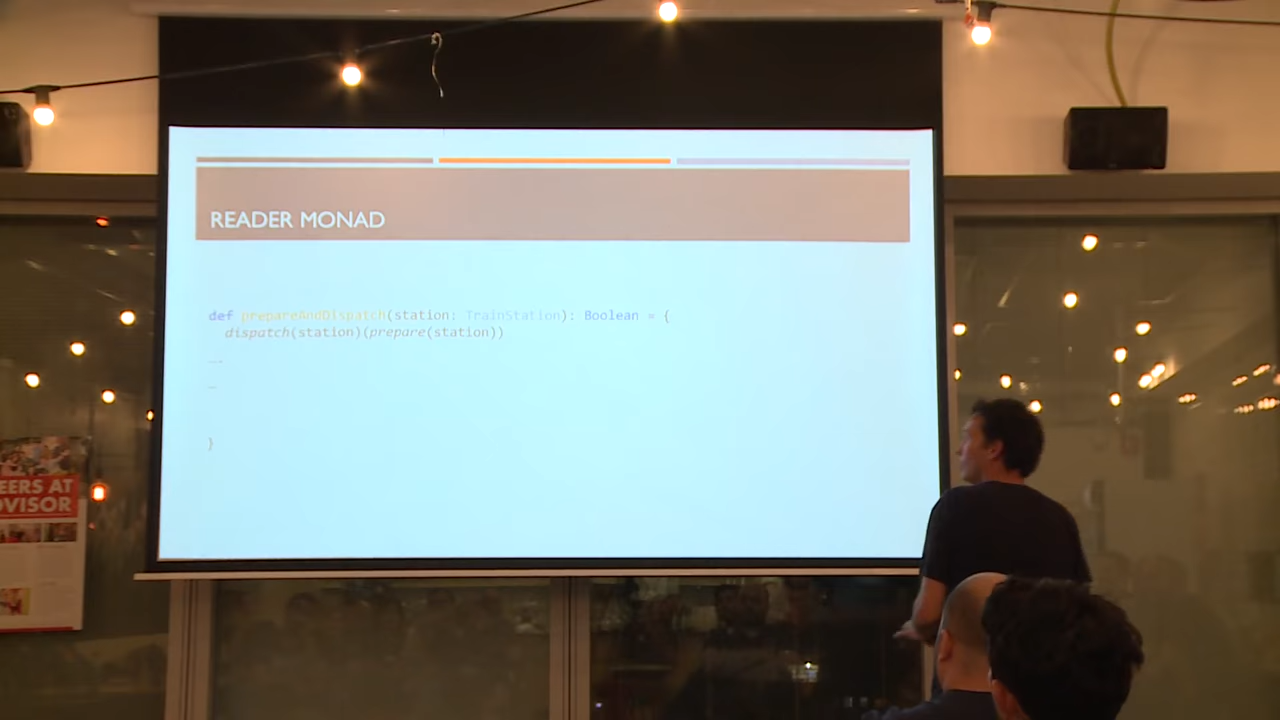 READER MONAD
def prepareAndDispatch(station: TrainStation): Boolean = {
dispatch(station)(prepare(station))
}
EERS AT
VISOR